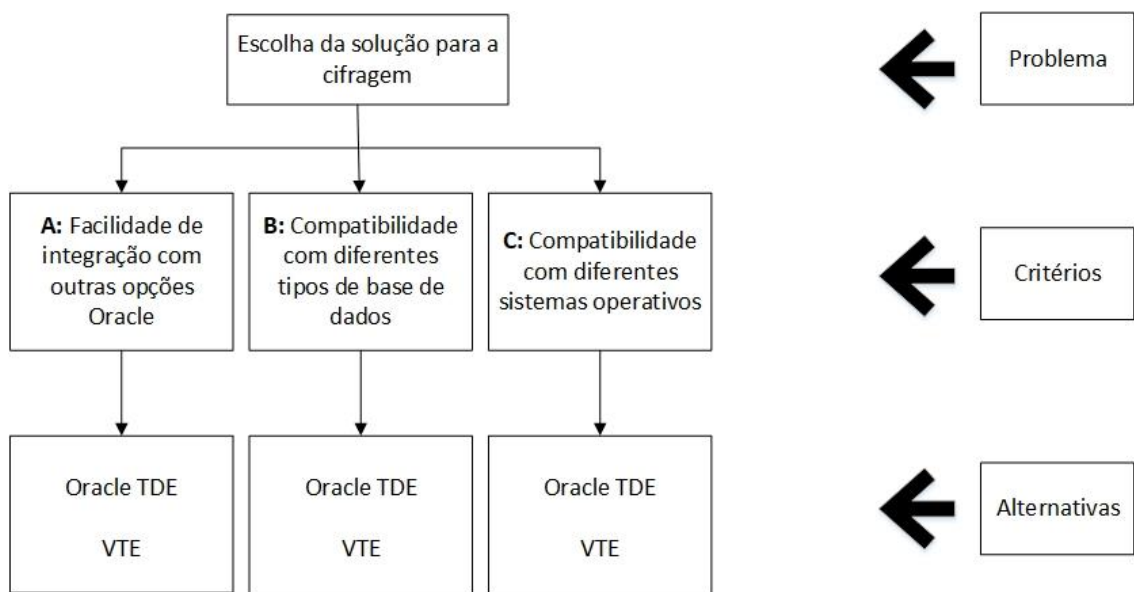 Escolha da solução para a
cifragem
Problema
A: Facilidade de
integração com
outras opções
Oracle
B: Compatibilidade
com diferentes
tipos de base de
dados
C: Compatibilidade
com diferentes
sistemas operativos
Critérios
Oracle TDE
VTE
Oracle TDE
VTE
Oracle TDE
VTE
Alternativas